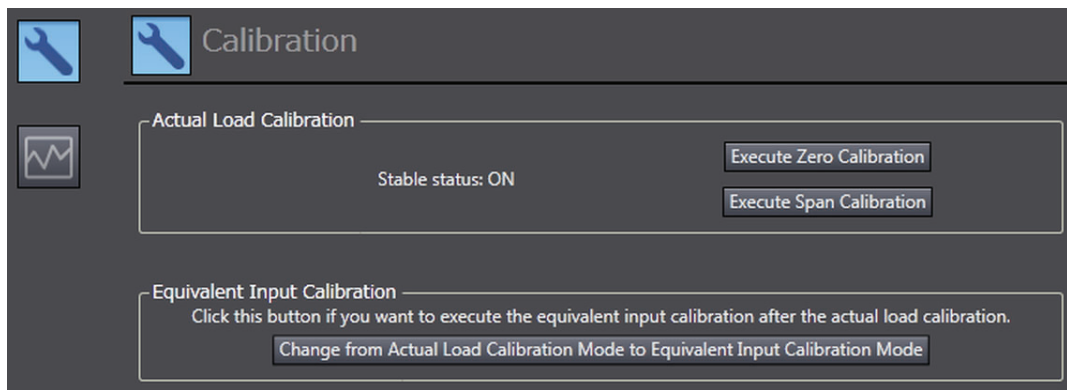 Calibration
Actual Load Calibration
Stable status: ON
Execute Zero Calibration
Execute Span Calibration
Equivalent Input Calibration
Click this button if you want to execute the equivalent input calibration after the actual load calibration.
Change from Actual Load Calibration Mode to Equivalent Input Calibration Mode